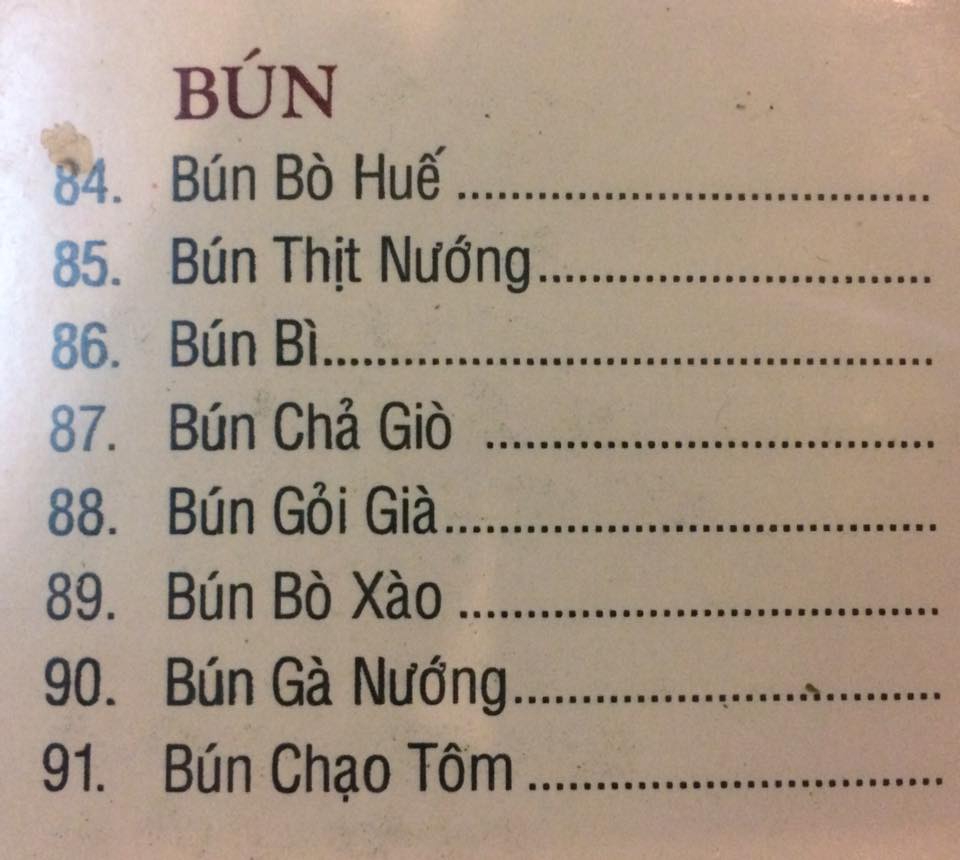 BÚN
84. Bún Bò Huế ....................................
85. Bún Thịt Nướng..............................
86. Bún Bì..............................................
87. Bún Chả Giò ..................................
88. Bún Gỏi Già.....................................
89. Bún Bò Xào ....................................
90. Bún Gà Nướng................................
91. Bún Chạo Tôm ...............................